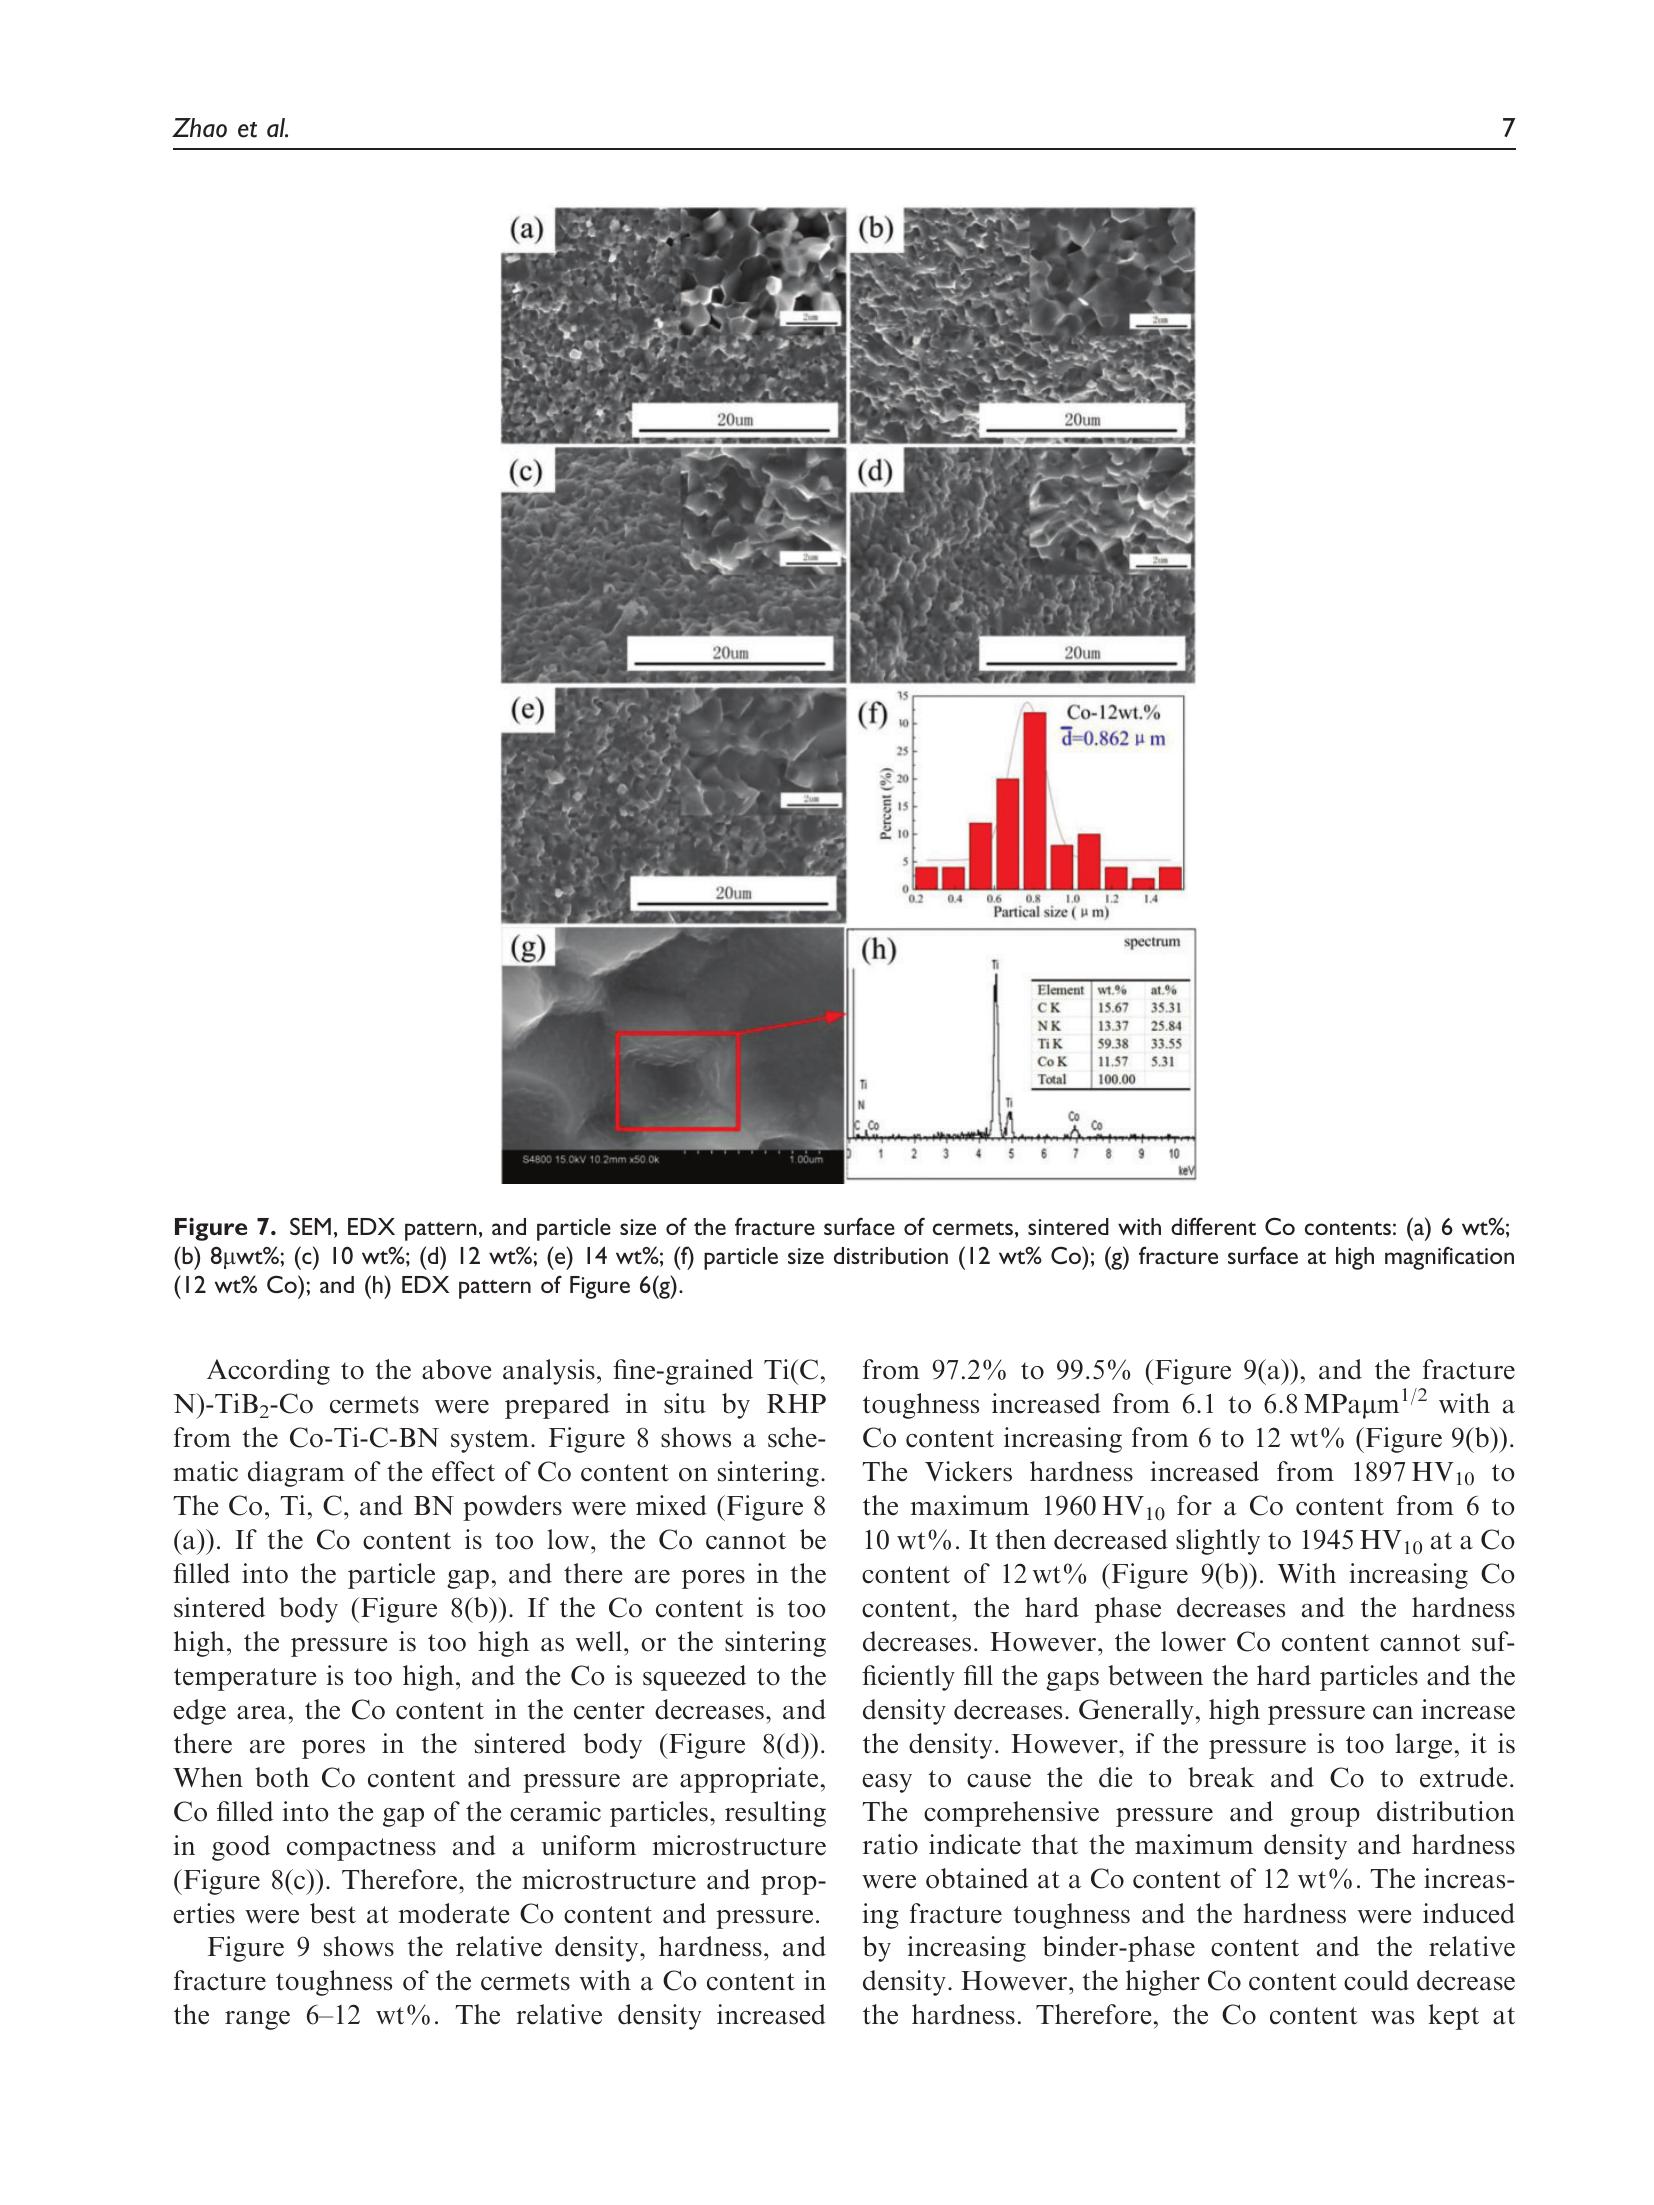 Zhao et al.
7
(a)
2um
20um
(b)
2um
20um
(c)
2um
20um
(d)
2um
20um
(e)
2um
20um
(f)
Co-12wt.%
d̅=0.862 μ m
Percent (%)
35
30
25
20
15
10
5
0
0.2 0.4 0.6 0.8 1.0 1.2 1.4
Partical size ( μ m)
(g)
S4800 15.0kV 10.2mm x50.0k 1.00um
(h)
spectrum
Element wt.% at.%
C K 15.67 35.31
N K 13.37 25.84
Ti K 59.38 33.55
Co K 11.57 5.31
Total 100.00
Ti
Ti
N
C Co
Ti
Co
Co
0 1 2 3 4 5 6 7 8 9 10
keV
Figure 7. SEM, EDX pattern, and particle size of the fracture surface of cermets, sintered with different Co contents: (a) 6 wt%;
(b) 8μwt%; (c) 10 wt%; (d) 12 wt%; (e) 14 wt%; (f) particle size distribution (12 wt% Co); (g) fracture surface at high magnification
(12 wt% Co); and (h) EDX pattern of Figure 6(g).
According to the above analysis, fine-grained Ti(C,
N)-TiB₂-Co cermets were prepared in situ by RHP
from the Co-Ti-C-BN system. Figure 8 shows a sche-
matic diagram of the effect of Co content on sintering.
The Co, Ti, C, and BN powders were mixed (Figure 8
(a)). If the Co content is too low, the Co cannot be
filled into the particle gap, and there are pores in the
sintered body (Figure 8(b)). If the Co content is too
high, the pressure is too high as well, or the sintering
temperature is too high, and the Co is squeezed to the
edge area, the Co content in the center decreases, and
there are pores in the sintered body (Figure 8(d)).
When both Co content and pressure are appropriate,
Co filled into the gap of the ceramic particles, resulting
in good compactness and a uniform microstructure
(Figure 8(c)). Therefore, the microstructure and prop-
erties were best at moderate Co content and pressure.
Figure 9 shows the relative density, hardness, and
fracture toughness of the cermets with a Co content in
the range 6–12 wt%. The relative density increased
from 97.2% to 99.5% (Figure 9(a)), and the fracture
toughness increased from 6.1 to 6.8 MPaμm¹/² with a
Co content increasing from 6 to 12 wt% (Figure 9(b)).
The Vickers hardness increased from 1897 HV₁₀ to
the maximum 1960 HV₁₀ for a Co content from 6 to
10 wt%. It then decreased slightly to 1945 HV₁₀ at a Co
content of 12 wt% (Figure 9(b)). With increasing Co
content, the hard phase decreases and the hardness
decreases. However, the lower Co content cannot suf-
ficiently fill the gaps between the hard particles and the
density decreases. Generally, high pressure can increase
the density. However, if the pressure is too large, it is
easy to cause the die to break and Co to extrude.
The comprehensive pressure and group distribution
ratio indicate that the maximum density and hardness
were obtained at a Co content of 12 wt%. The increas-
ing fracture toughness and the hardness were induced
by increasing binder-phase content and the relative
density. However, the higher Co content could decrease
the hardness. Therefore, the Co content was kept at